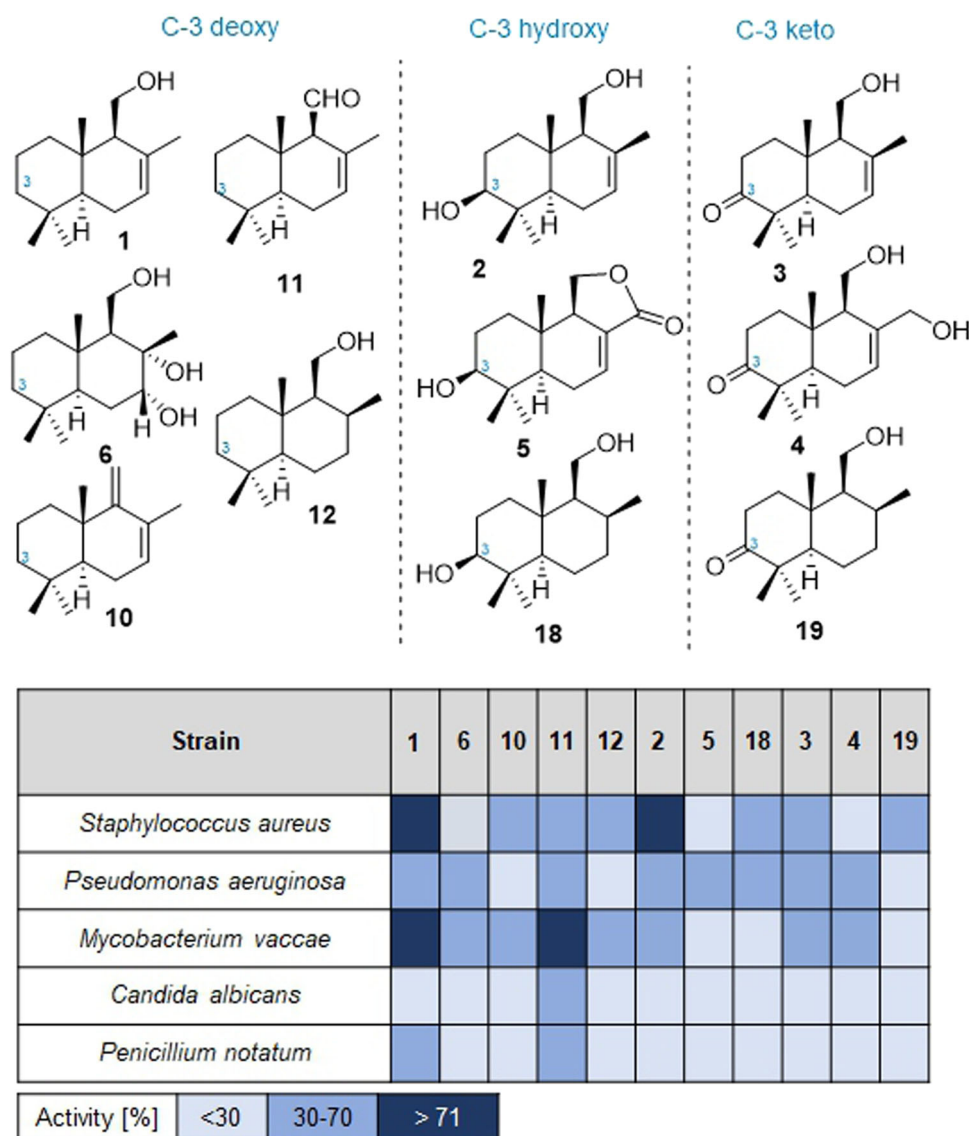 C-3 deoxy C-3 hydroxy C-3 keto
OH CHO OH OH
3 H 3 H HO 3 H O 3 H
1 11 2 3
OH OH O O OH OH
3 H OH H OH 3 H HO 3 H O 3 H
6 12 5 4
3 H OH OH
10 HO 3 H O 3 H
18 19
Strain 1 6 10 11 12 2 5 18 3 4 19
Staphylococcus aureus
Pseudomonas aeruginosa
Mycobacterium vaccae
Candida albicans
Penicillium notatum
Activity [%] <30 30-70 > 71